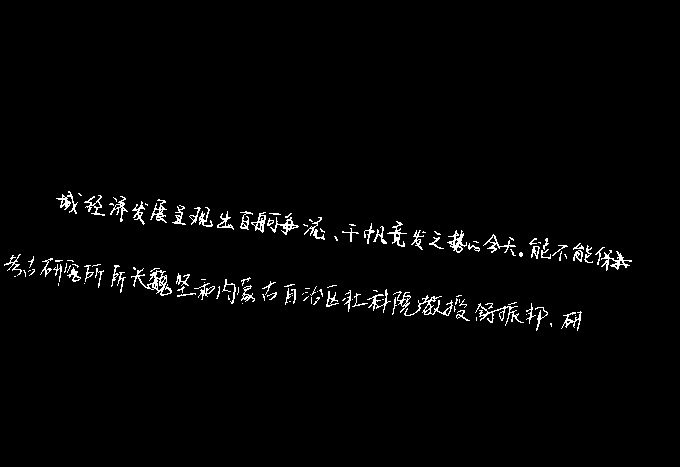 域经济发展呈现出百舸争流、千帆竞发之势的今天。能不能保持
考古研究所所长魏坚和内蒙古自治区社科院教授舒振邦、研